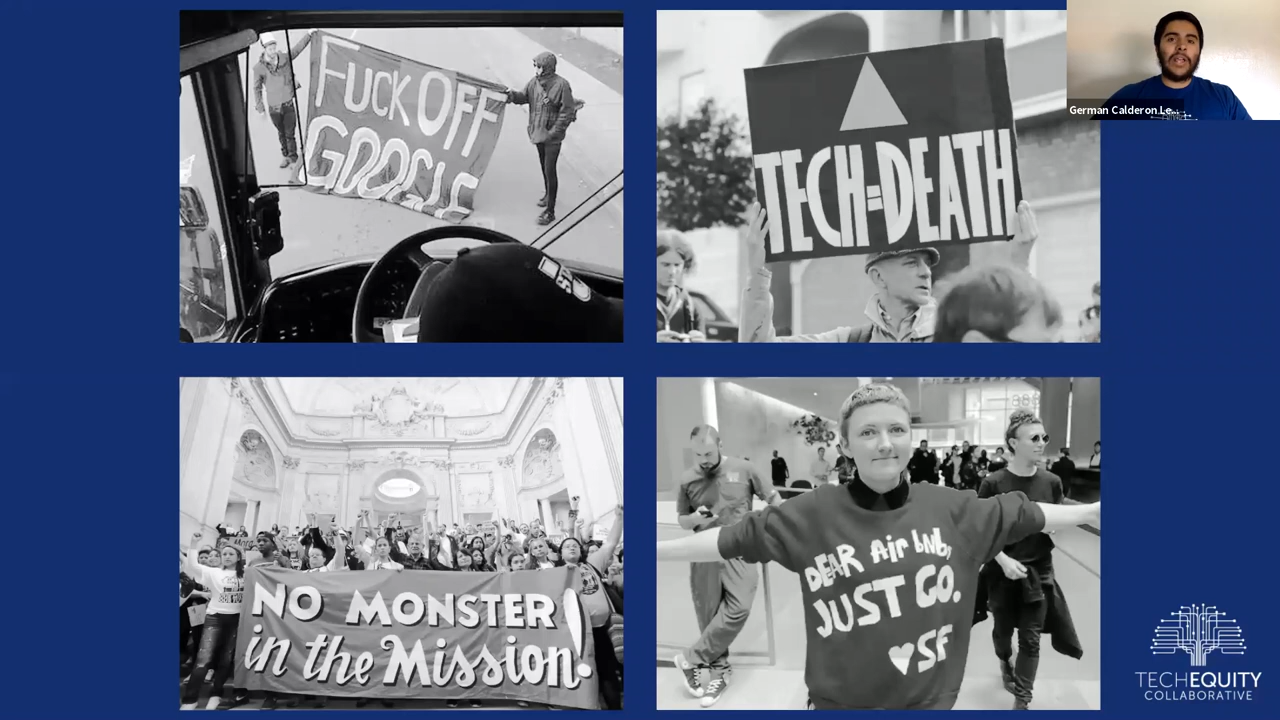 FUCK OFF
GOOGLE
TECH=DEATH
German Calderon Le...
NO MONSTER
in the Mission!
DEAR Air bnb,
JUST GO.
♥SF
TECHEQUITY
COLLABORATIVE